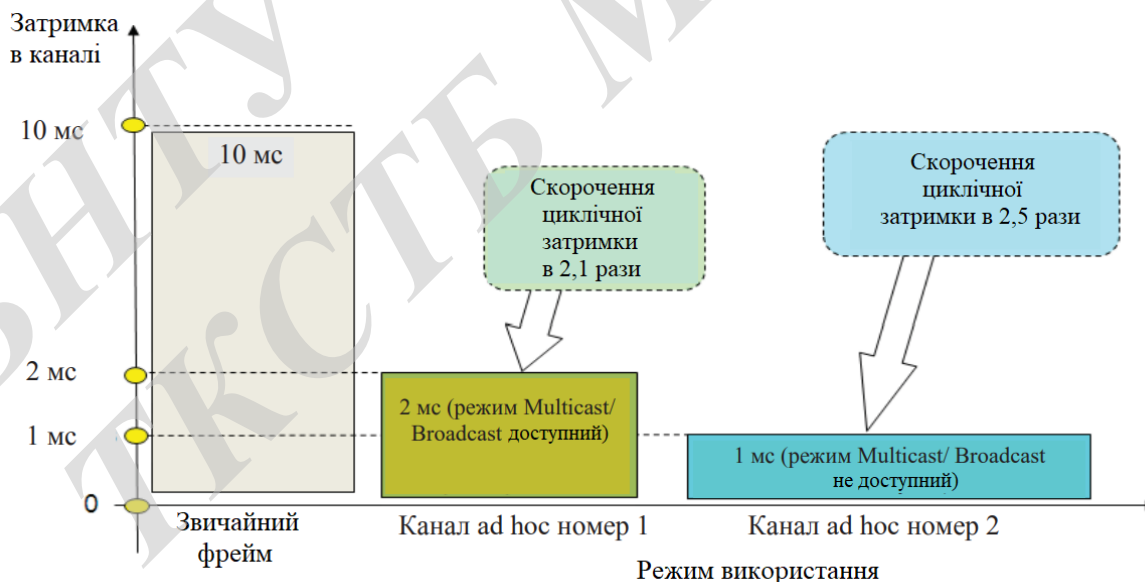 Затримка
в каналі
10 мс
10 мс
Скорочення
циклічної
затримки
в 2,1 рази
Скорочення
циклічної
затримки в 2,5 рази
2 мс
2 мс (режим Multicast/
Broadcast доступний)
1 мс
1 мс (режим Multicast/ Broadcast
не доступний)
0
Звичайний
фрейм
Канал ad hoc номер 1
Канал ad hoc номер 2
Режим використання
ВНТУ
ТКСТБ